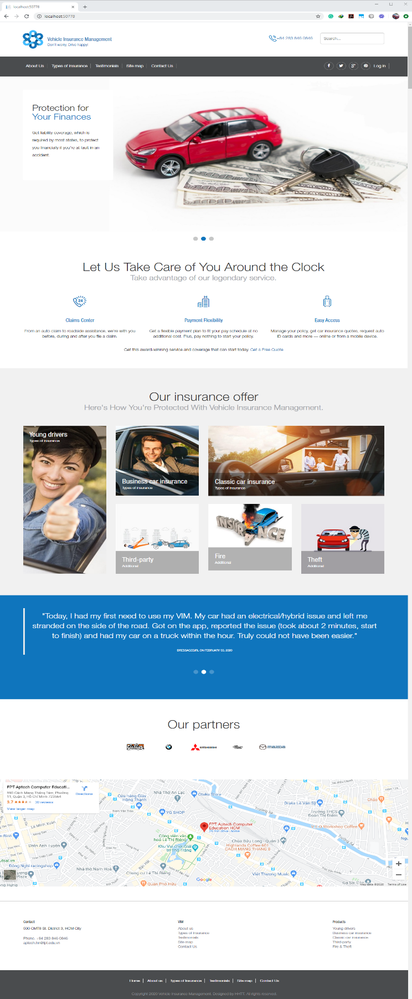 localhost:50778
localhost:50778
Vehicle Insurance Management
Don't worry, Drive happy!
+84 283 846 0846
Search...
About Us
Types of Insurance
Testimonials
Site map
Contact Us
Log in
Protection for
Your Finances
Get liability coverage, which is
required by most states, to protect
you financially if you're at fault in an
accident.
Let Us Take Care of You Around the Clock
Take advantage of our legendary service.
24
Claims Center
From an auto claim to roadside assistance, we're with you
before, during and after you file a claim.
Payment Flexibility
Get a flexible payment plan to fit your pay schedule at no
additional cost. Plus, pay nothing to start your policy.
Easy Access
Manage your policy, get car insurance quotes, request auto
ID cards and more — online or from a mobile device.
Get this award-winning service and coverage that can start today. Get a Free Quote
Our insurance offer
Here's How You're Protected With Vehicle Insurance Management.
Young drivers
Types of Insurance
Business car insurance
Types of Insurance
Classic car insurance
Types of Insurance
Third-party
Additional
INSURANCE
Fire
Additional
Theft
Additional
"Today, I had my first need to use my VIM. My car had an electrical/hybrid issue and left me
stranded on the side of the road. Got on the app, reported the issue (took about 2 minutes, start
to finish) and had my car on a truck within the hour. Truly could not have been easier."
DRESSAGEGIRL ON FEBRUARY 03, 2020
Our partners
MITSHUBISHI
mazda
FPT-Aptech Computer Educati...
590 Cách Mạng Tháng Tám, Phường
11, Quận 3, Hồ Chí Minh 723564
3.7
30 reviews
View larger map
Directions
Cửa hàng Giày
Hồng Thanh
Nhà Thờ An Lạc
Otaku Store
YG SHOP
Drake Lê Văn Sỹ
Trường THCS
Đoàn Thị Điểm
Chảo
V.E.O.Workshop Coffee
FPT Aptech Computer
Education HCM
29 min drive - home
Công viên văn
hoá Lê Thị Riêng
Khu Vui chơi Giải
trí Thỏ Trắng
Chùa Bửu Long - Quận 3
Highlands Coffee 601
CACH MANG THANG 8
Lê Minh Xuân
Dntn Anh Tuyên
Đông Nghi racingshop
Nhà thờ Nam Hoà
Chung cư Lê Thị Riêng
Quán Phở Hữu
Việt Thương Music
Trường Sa
Trường Sa
Ga Sài Gòn
Google
Map data ©2020
Terms of Use
Contact
590 CMT8 St. District 3, HCM City
Phone: +84 283 846 0846
aptech.hn@fpt.edu.vn
VIM
About us
Types of Insurance
Testimonials
Site map
Contact Us
Products
Young drivers
Business car insurance
Classic car insurance
Third-party
Fire & Theft
Home
About us
Types of Insurance
Testimonials
Site map
Contact Us
Copyright 2020 Vehicle Insurance Management. Designed by HHTT, All rights reserved.